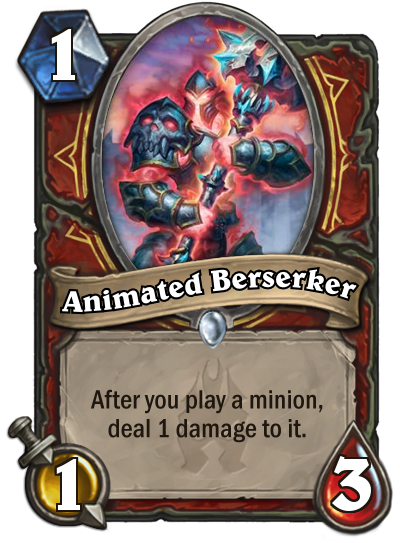 1
Animated Berserker
After you play a minion,
deal 1 damage to it.
1
3